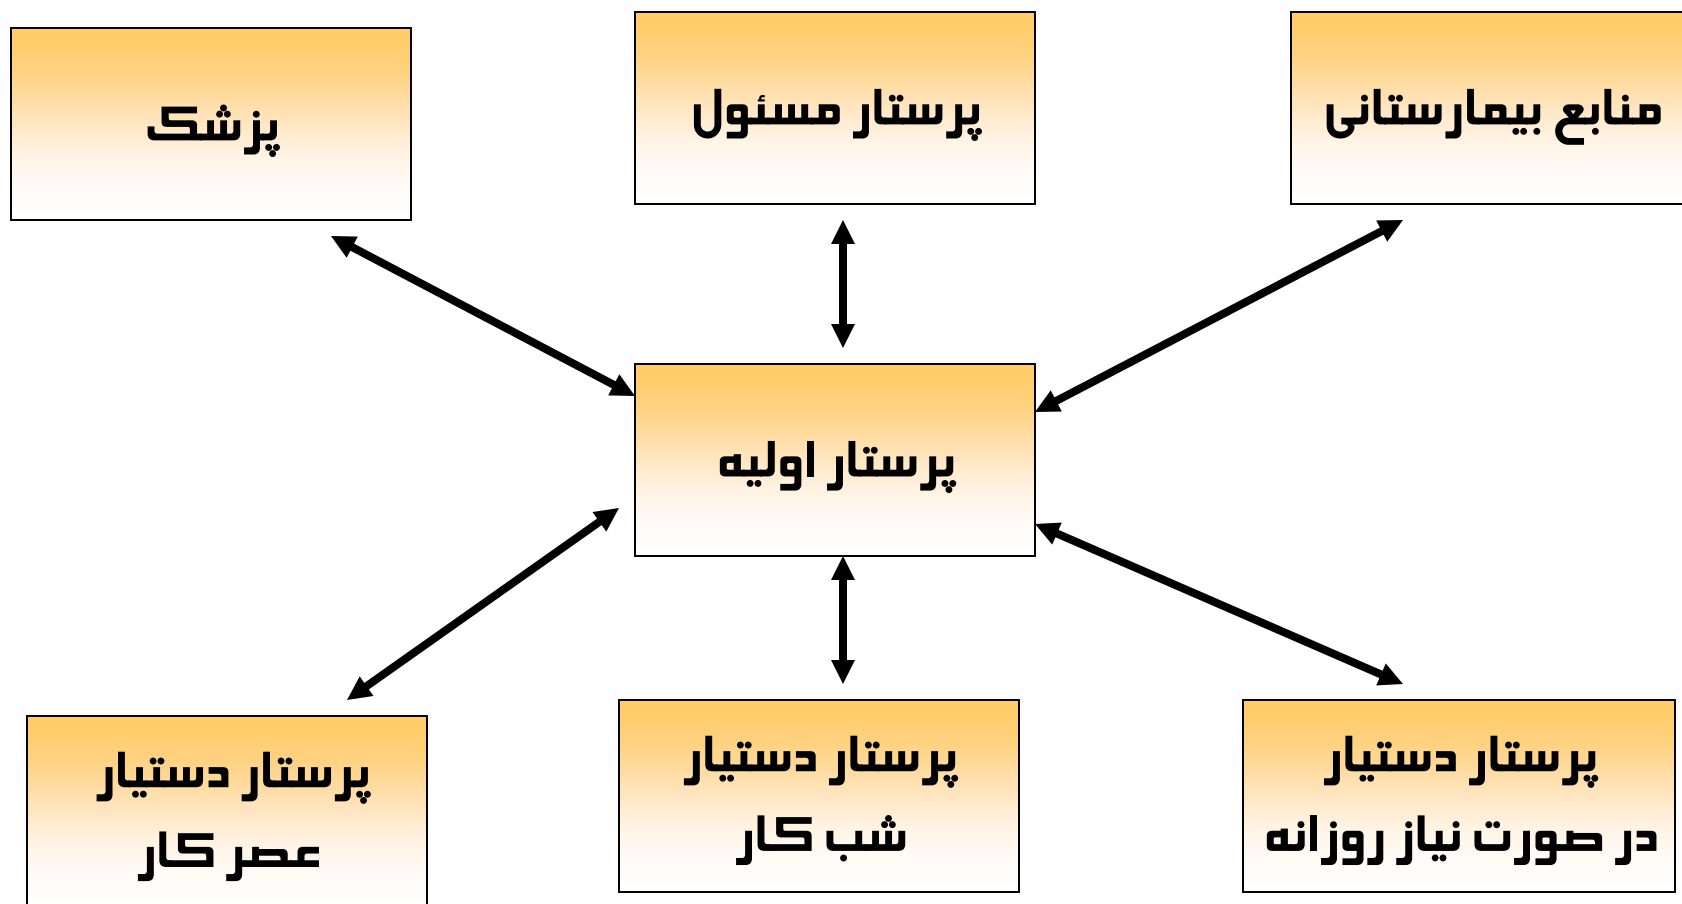 منابع بیمارستانی
پرستار مسئول
پزشک
پرستار اولیه
پرستار دستیار
در صورت نیاز روزانه
پرستار دستیار
شب کار
پرستار دستیار
عصر کار